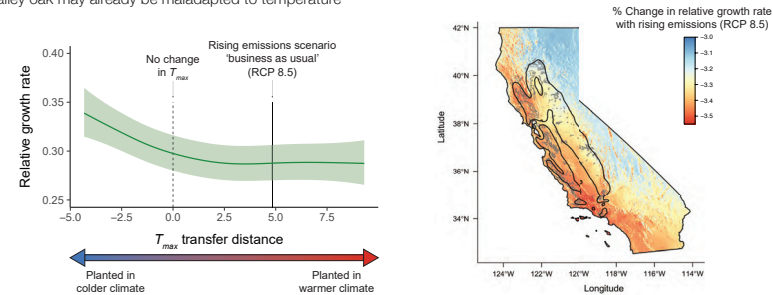 alley oak may already be maladapted to temperature
No change
in Tmax
Rising emissions scenario
'business as usual'
(RCP 8.5)
Relative growth rate
0.40
0.35
0.30
0.25
−5.0 −2.5 0.0 2.5 5.0 7.5
Tmax transfer distance
Planted in
colder climate
Planted in
warmer climate
% Change in relative growth rate
with rising emissions (RCP 8.5)
−3.0
−3.1
−3.2
−3.3
−3.4
−3.5
Latitude
42°N
40°N
38°N
36°N
34°N
124°W 122°W 120°W 118°W 116°W 114°W
Longitude